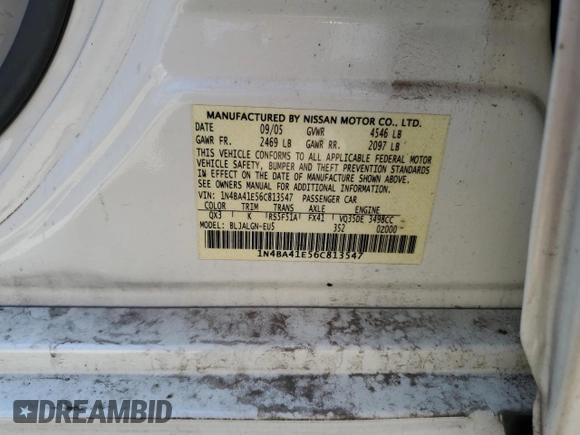 MANUFACTURED BY NISSAN MOTOR CO., LTD.
DATE 09/05 GVWR 4546 LB
GAWR FR. 2469 LB GAWR RR. 2097 LB
THIS VEHICLE CONFORMS TO ALL APPLICABLE FEDERAL MOTOR
VEHICLE SAFETY, BUMPER AND THEFT PREVENTION STANDARDS
IN EFFECT ON THE DATE OF MANUFACTURE SHOWN ABOVE.
SEE OWNERS MANUAL FOR ADDITIONAL INFORMATION.
VIN: 1N4BA41E56C813547 PASSENGER CAR
COLOR TRIM TRANS AXLE ENGINE
QX3 K RS5F51A FX41 VQ35DE 3498CC
MODEL: BLJALGN-EU5 3S2 0Z000
1N4BA41E56C813547
DREAMBID